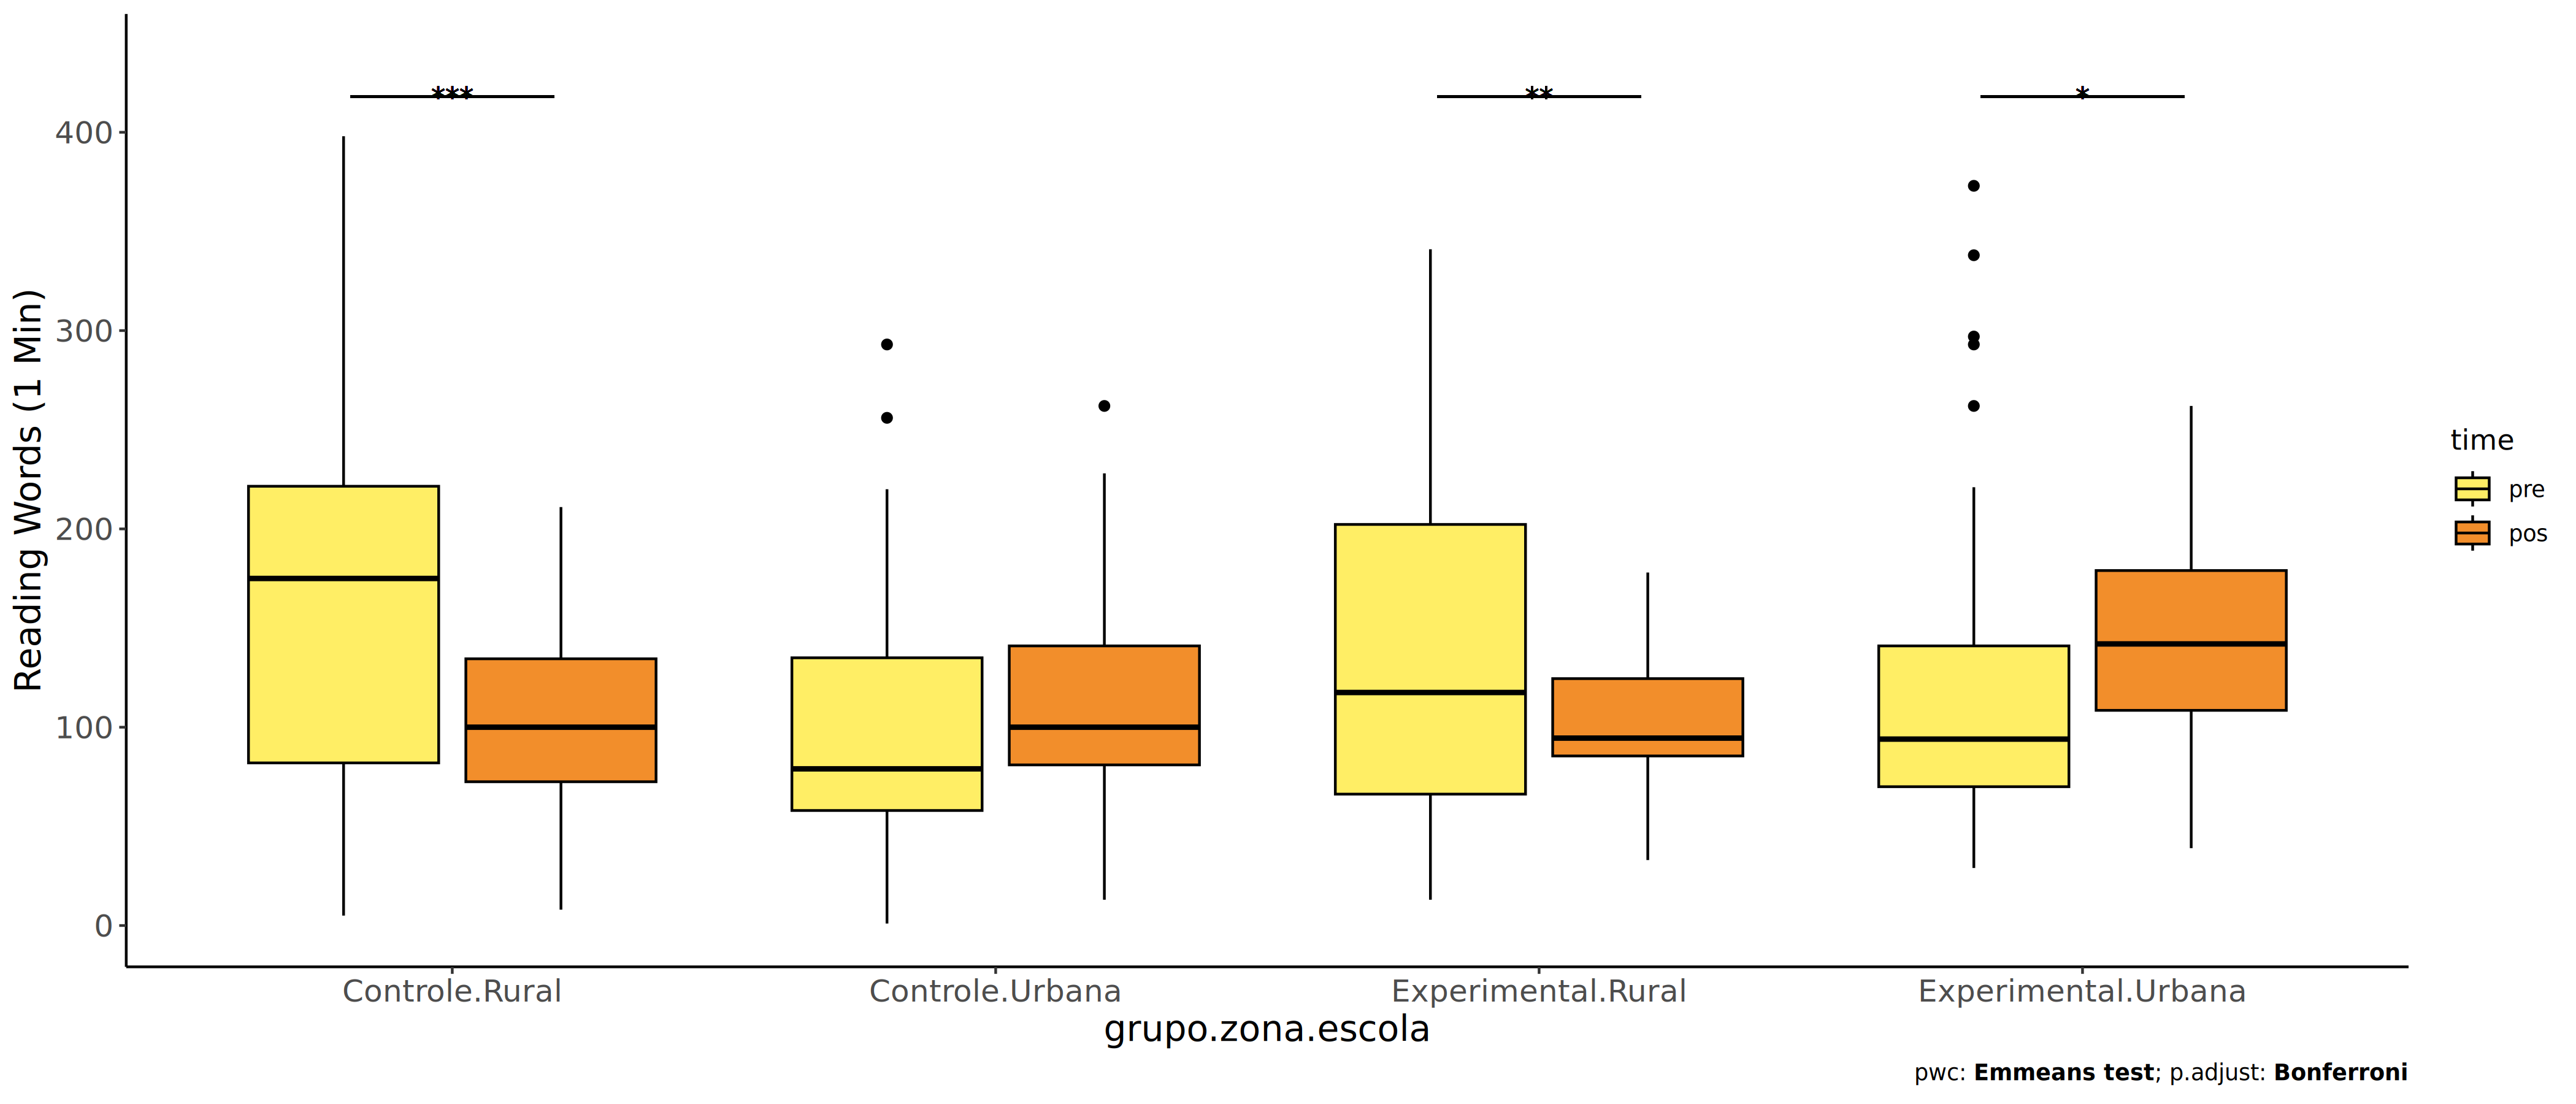 ***
**
*
400
300
200
100
0
Reading Words (1 Min)
Controle.Rural
Controle.Urbana
Experimental.Rural
Experimental.Urbana
grupo.zona.escola
time
pre
pos
pwc: Emmeans test; p.adjust: Bonferroni